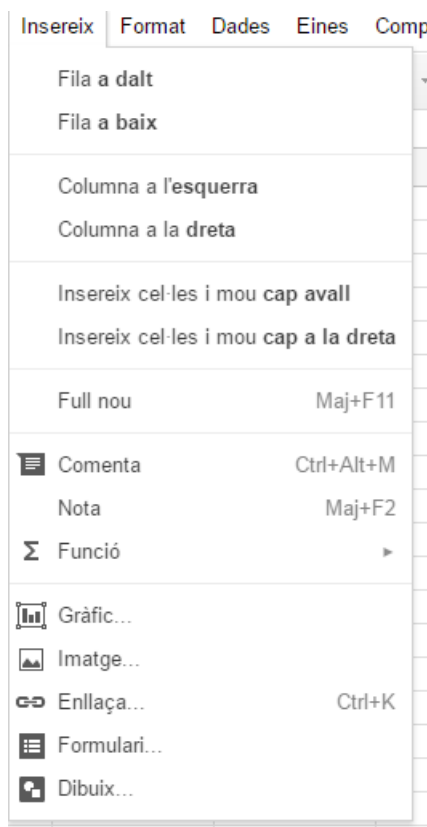 Insereix Format Dades Eines Comp
Fila a dalt
Fila a baix
Columna a l'esquerra
Columna a la dreta
Insereix cel·les i mou cap avall
Insereix cel·les i mou cap a la dreta
Full nou Maj+F11
Comenta Ctrl+Alt+M
Nota Maj+F2
Σ Funció
Gràfic...
Imatge...
Enllaça... Ctrl+K
Formulari...
Dibuix...